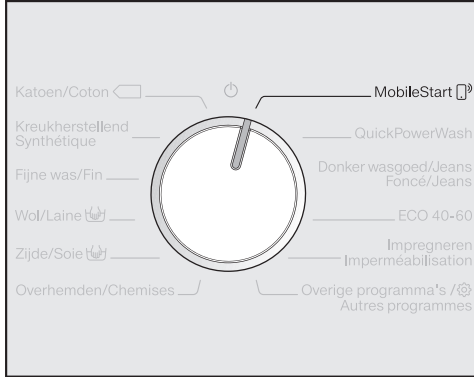 Katoen/Coton
Kreukherstellend
Synthétique
Fijne was/Fin
Wol/Laine
Zijde/Soie
Overhemden/Chemises
MobileStart
QuickPowerWash
Donker wasgoed/Jeans
Foncé/Jeans
ECO 40-60
Impregneren
Imperméabilisation
Overige programma's /
Autres programmes